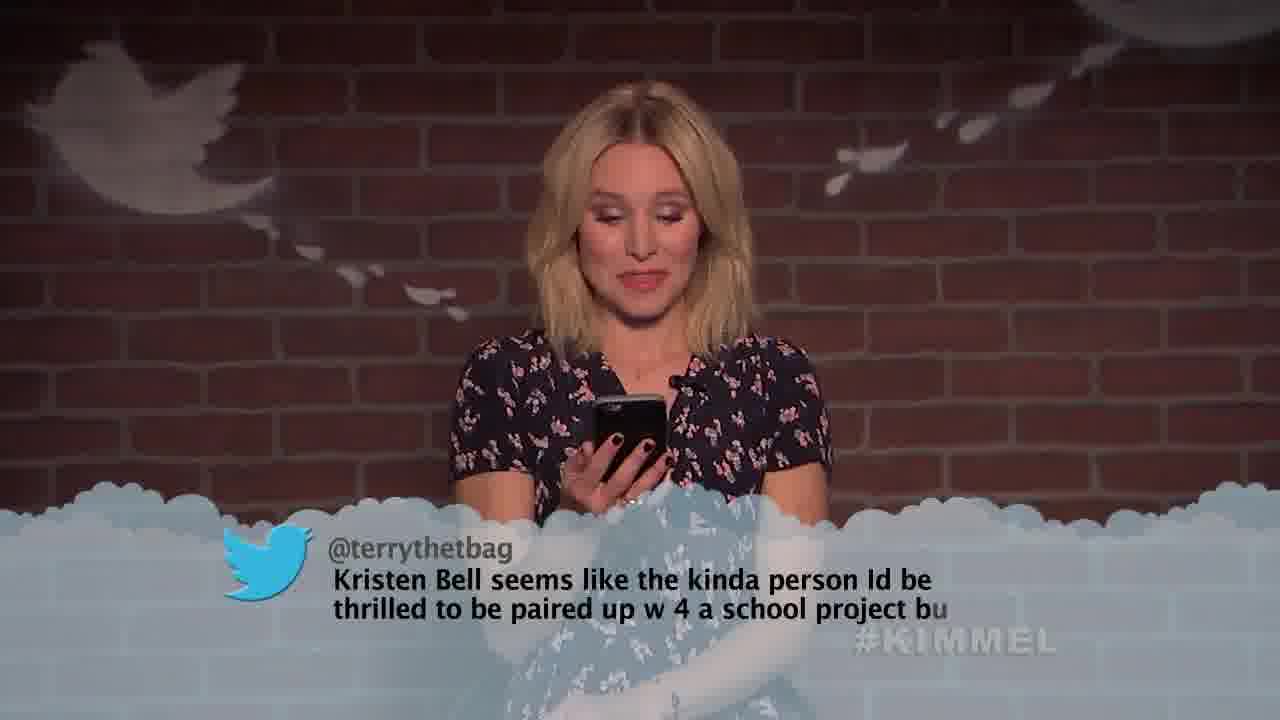 @terrythetbag
Kristen Bell seems like the kinda person Id be
thrilled to be paired up w 4 a school project bu
#KIMMEL